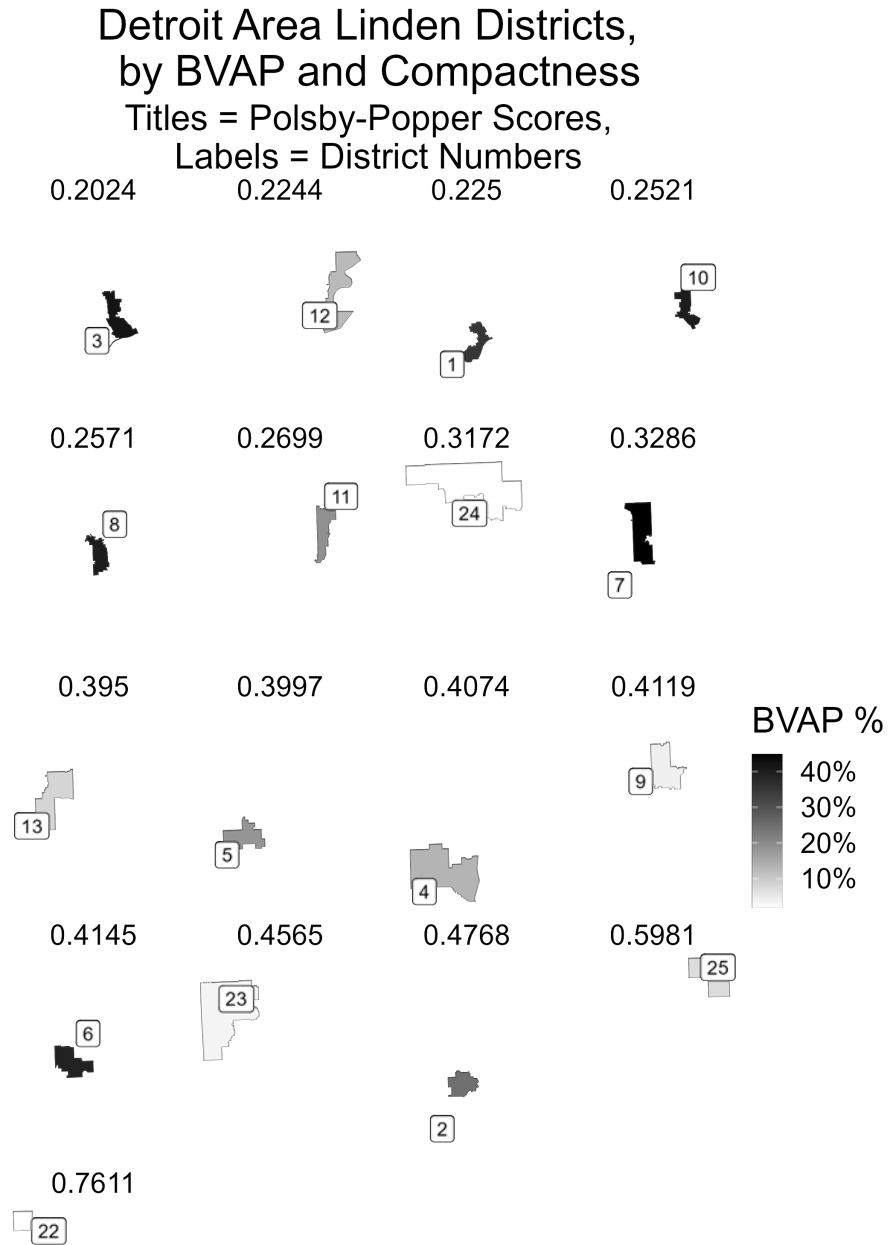 Detroit Area Linden Districts,
by BVAP and Compactness
Titles = Polsby-Popper Scores,
Labels = District Numbers
0.2024 0.2244 0.225 0.2521
3 12 1 10
0.2571 0.2699 0.3172 0.3286
8 11 24 7
0.395 0.3997 0.4074 0.4119
13 5 4 9
BVAP %
40%
30%
20%
10%
0.4145 0.4565 0.4768 0.5981
6 23 2 25
0.7611
22